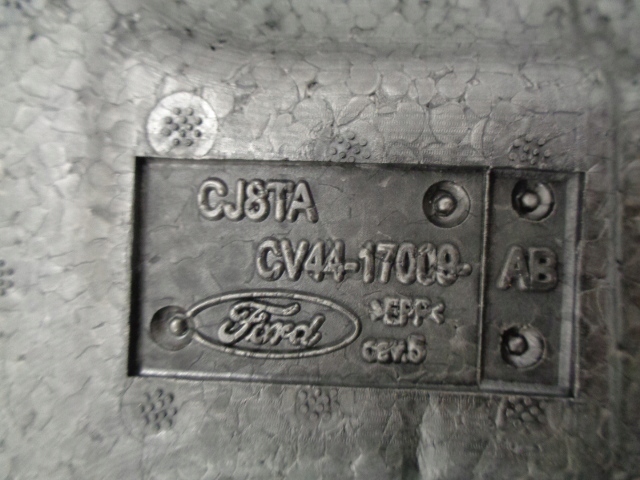 CJ8TA
CV44-17009- AB
Ford >EPP<
cav.5